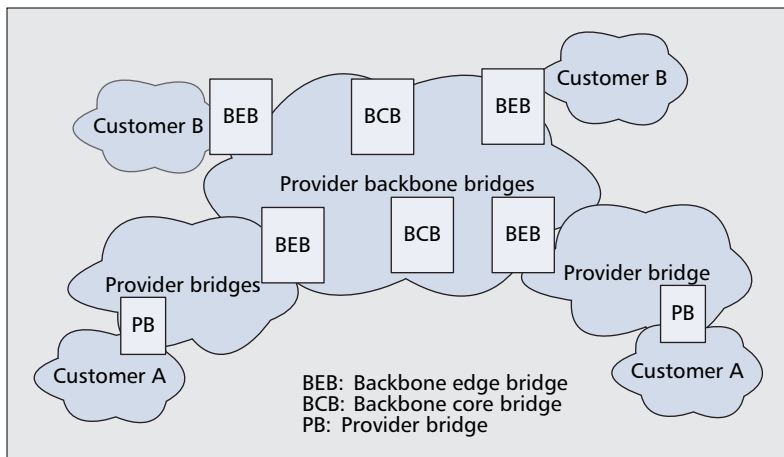 Customer B
BEB
BCB
BEB
Customer B
Provider backbone bridges
BEB
BCB
BEB
Provider bridges
Provider bridge
PB
PB
Customer A
Customer A
BEB: Backbone edge bridge
BCB: Backbone core bridge
PB: Provider bridge